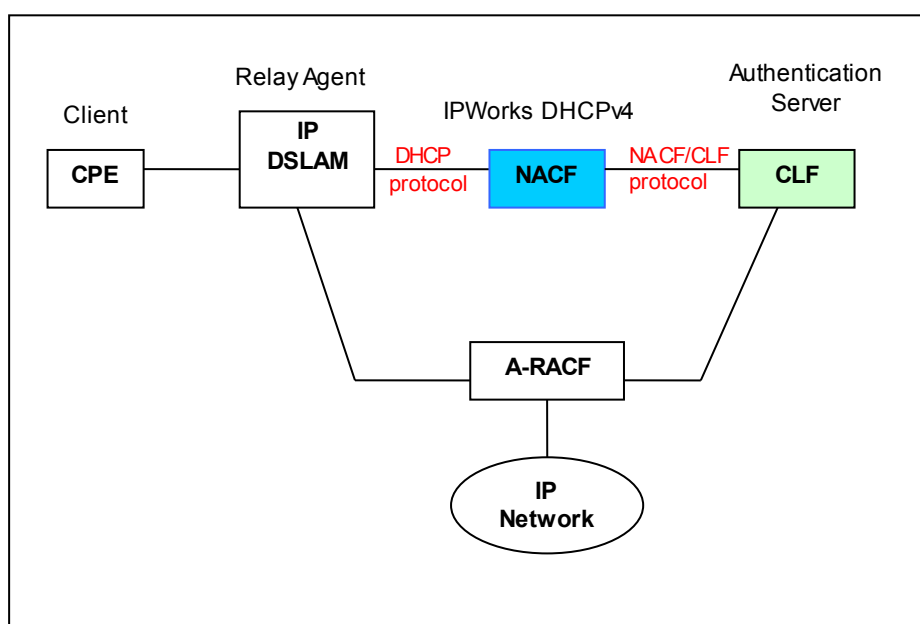 Authentication
Server
Relay Agent
IPWorks DHCPv4
Client
IP
DSLAM
DHCP
protocol
NACF/CLF
protocol
CPE
NACF
CLF
A-RACF
IP
Network